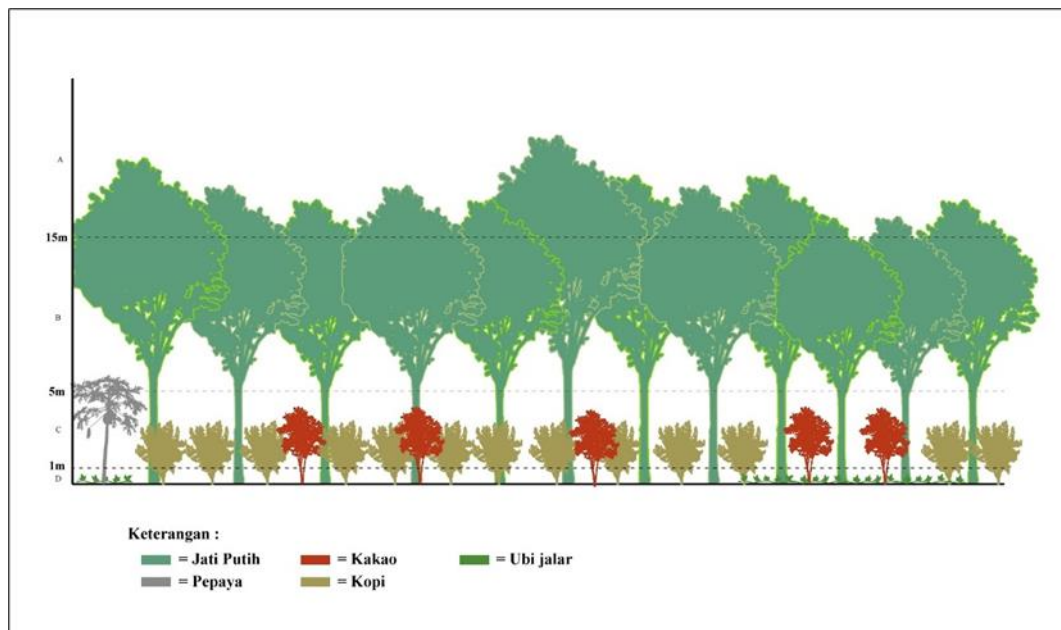 A
15m
B
5m
C
1m
D
Keterangan :
= Jati Putih
= Kakao
= Ubi jalar
= Pepaya
= Kopi